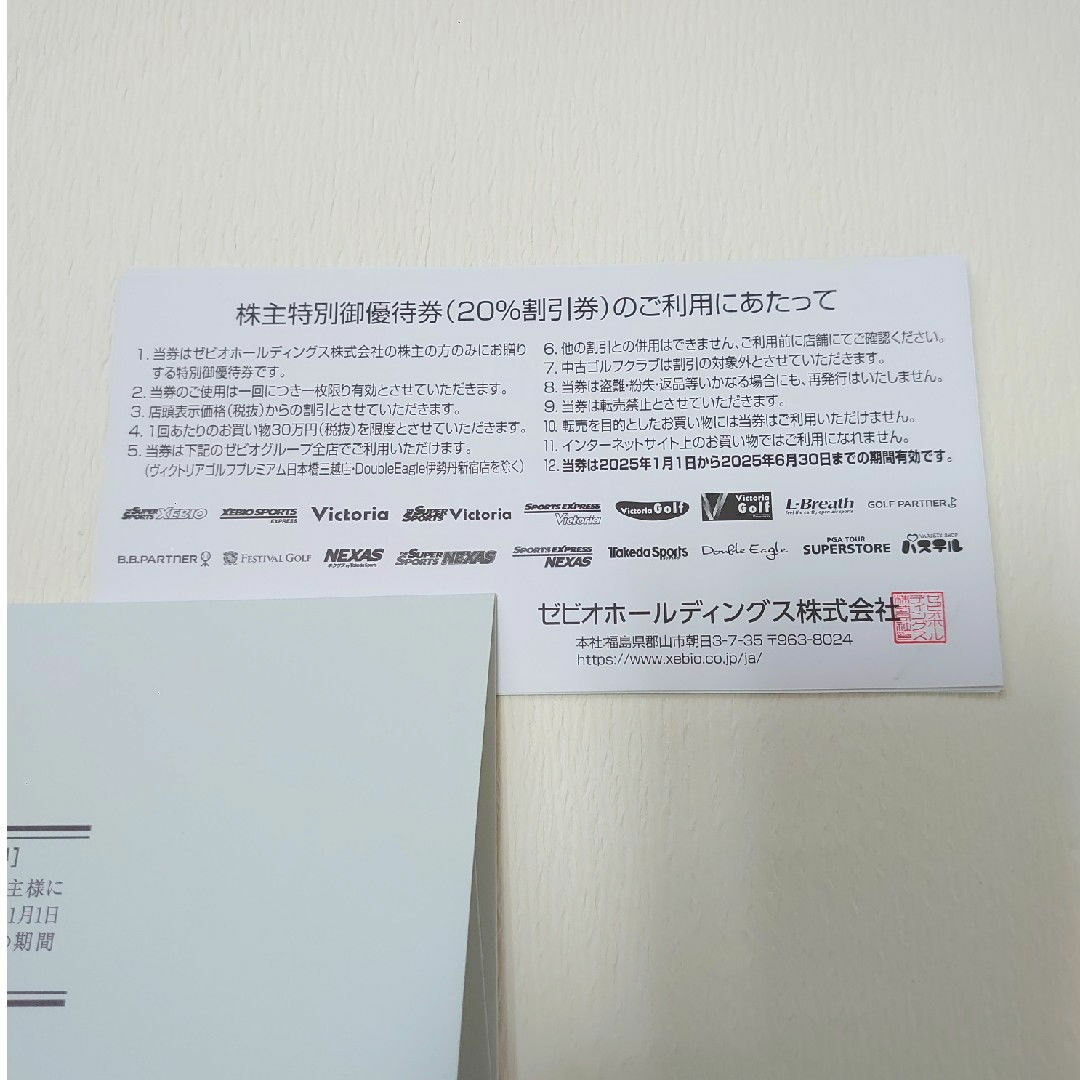 株主特別御優待券(20%割引券)のご利用にあたって
1. 当券はゼビオホールディングス株式会社の株主の方のみにお贈り
する特別御優待券です。
2. 当券のご使用は一回につき一枚限り有効とさせていただきます。
3. 店頭表示価格(税抜)からの割引とさせていただきます。
4. 1回あたりのお買い物30万円(税抜)を限度とさせていただきます。
5. 当券は下記のゼビオグループ全店でご利用いただけます。
(ヴィクトリアゴルフプレミアム日本橋三越店・DoubleEagle伊勢丹新宿店を除く)
6. 他の割引との併用はできません、ご利用前に店舗にてご確認ください。
7. 中古ゴルフクラブは割引の対象外とさせていただきます。
8. 当券は盗難・紛失・返品等いかなる場合にも、再発行はいたしません。
9. 当券は転売禁止とさせていただきます。
10. 転売を目的としたお買い物には当券はご利用いただけません。
11. インターネットサイト上のお買い物ではご利用になれません。
12. 当券は2025年1月1日から2025年6月30日までの期間有効です。
SUPER SPORTS XEBIO XEBIO SPORTS EXPRESS Victoria SUPER SPORTS Victoria SPORTS EXPRESS Victoria Victoria Golf Victoria Golf L-Breath GOLF PARTNER
B.B.PARTNER FESTIVAL GOLF NEXAS SUPER SPORTS NEXAS SPORTS EXPRESS NEXAS Takeda Sports Double Eagle PGA TOUR SUPERSTORE VARIETY SHOP パステル
ゼビオホールディングス株式会社
本社福島県郡山市朝日3-7-35 〒963-8024
https://www.xebio.co.jp/ja/
主様に
1月1日
期間